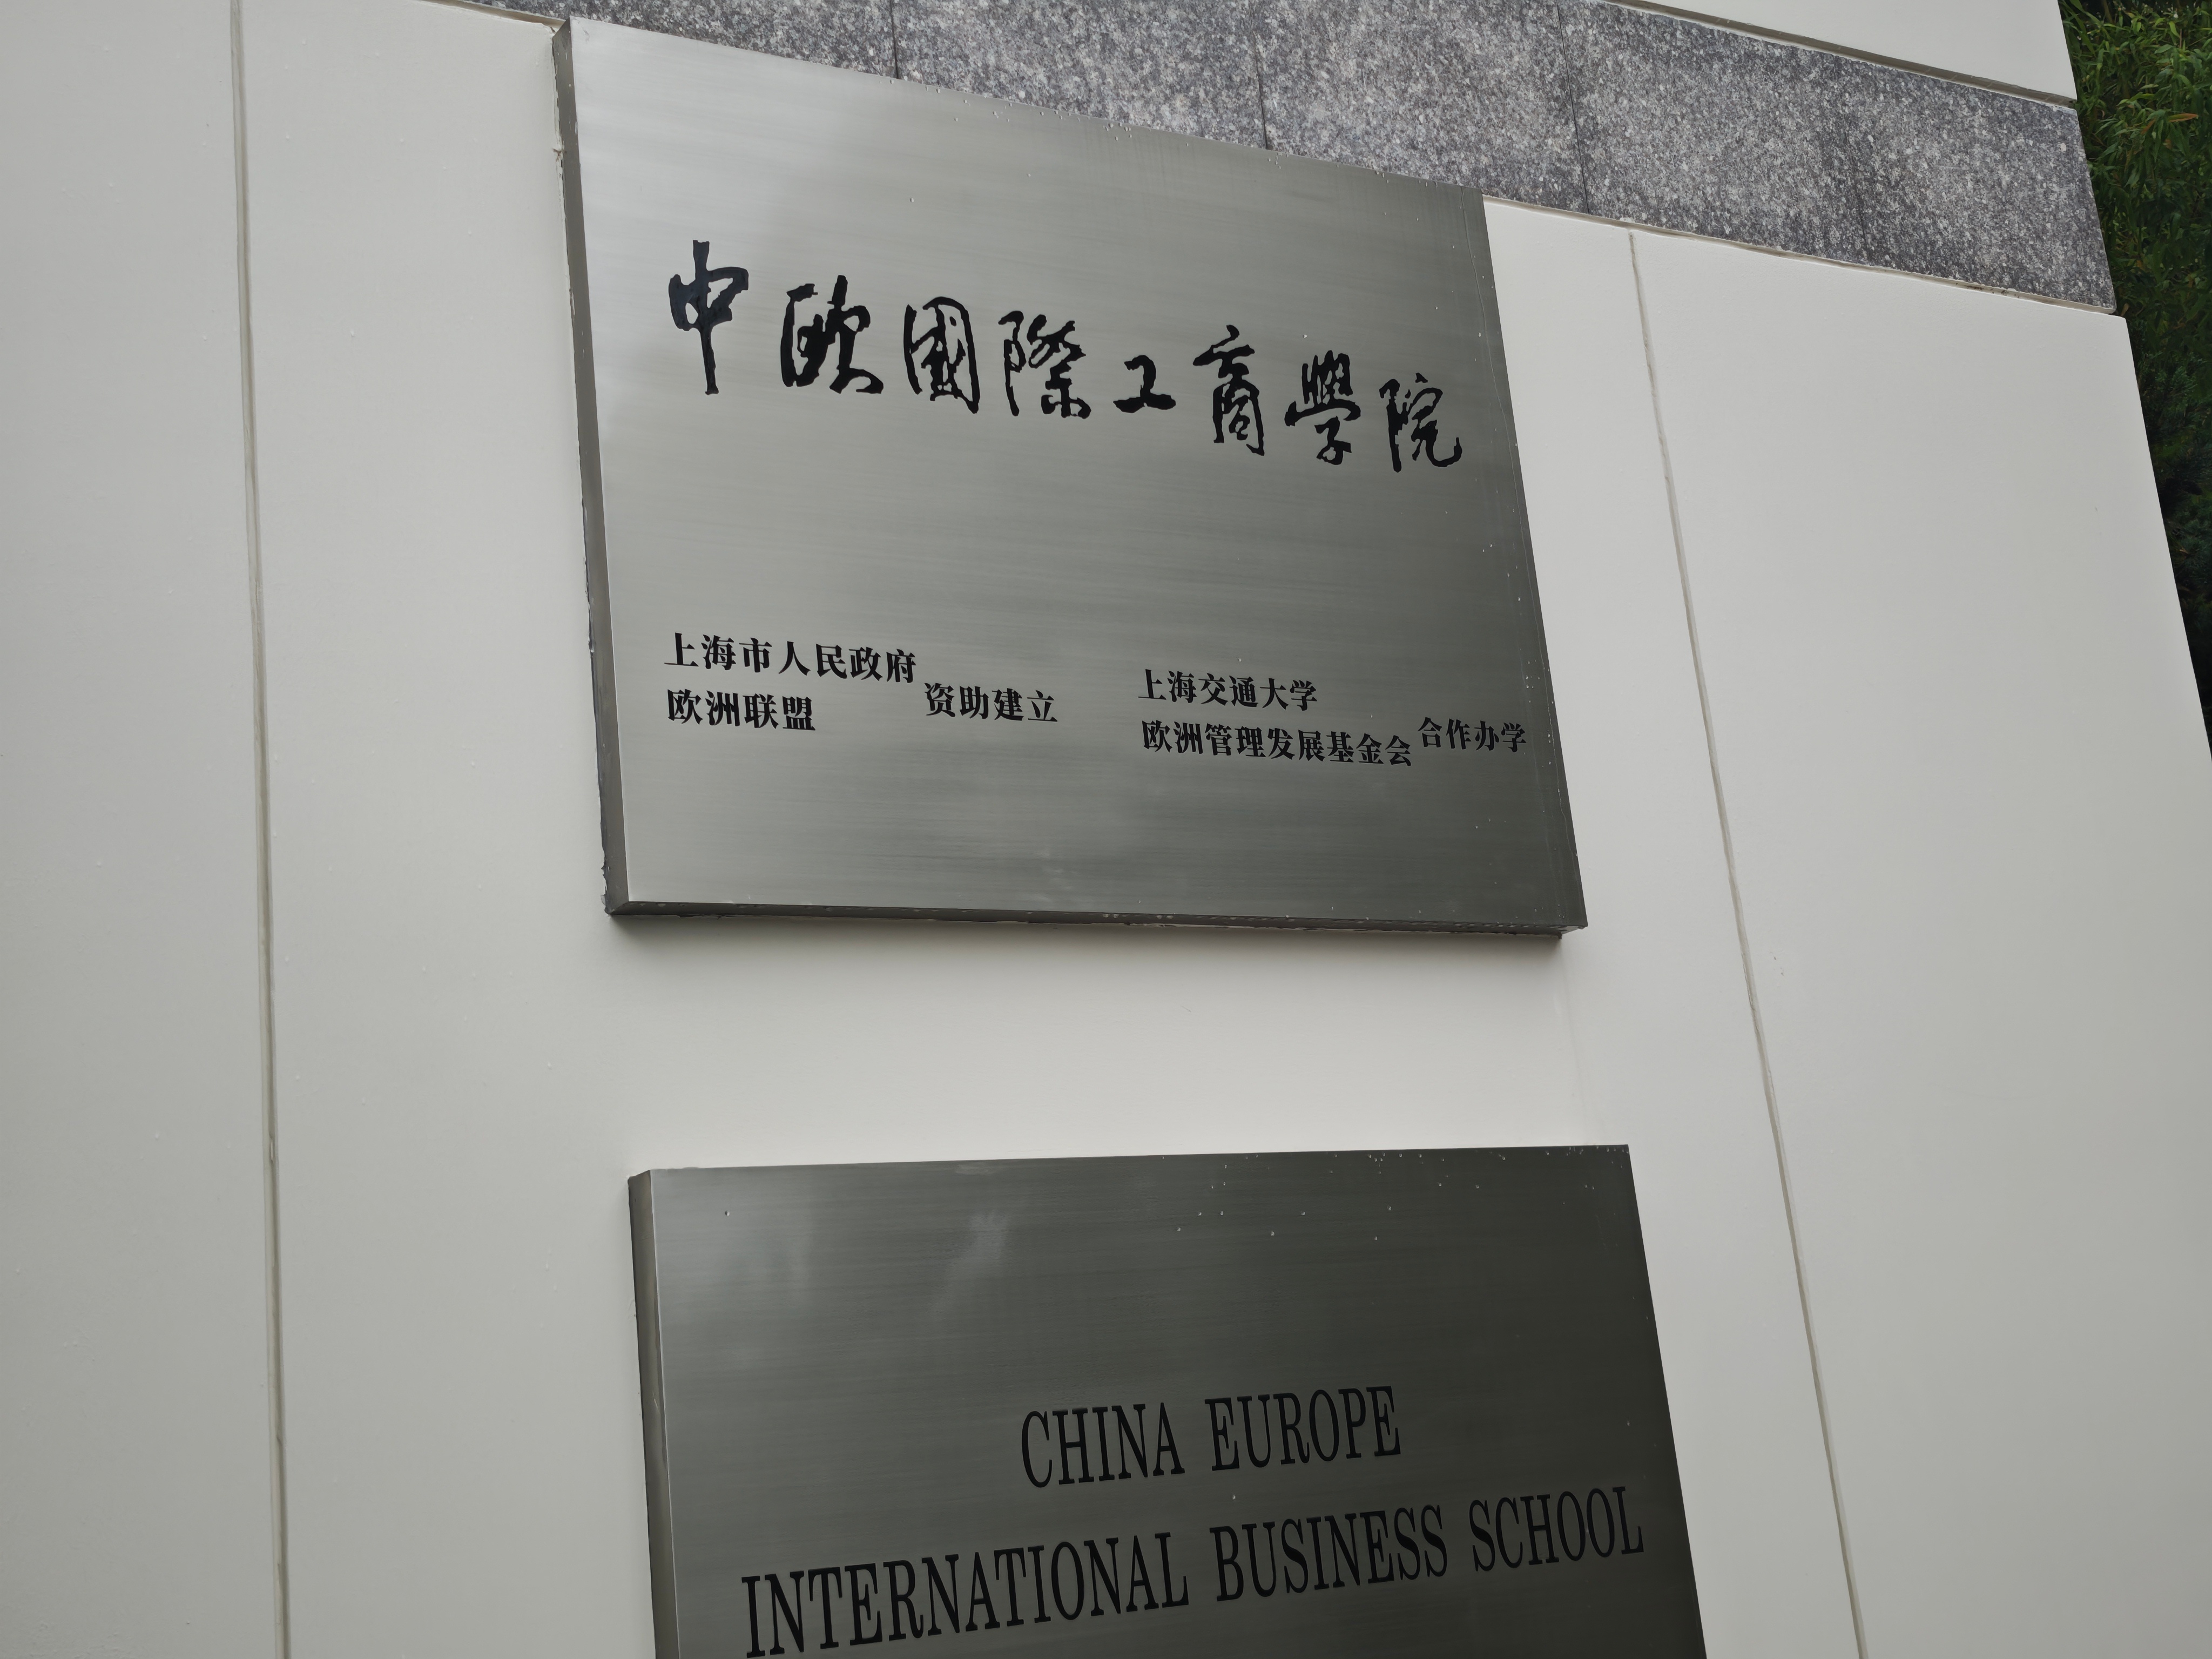 中欧國際工商學院
上海市人民政府
欧洲联盟
资助建立
上海交通大学
欧洲管理发展基金会
合作办学
CHINA EUROPE
INTERNATIONAL BUSINESS SCHOOL